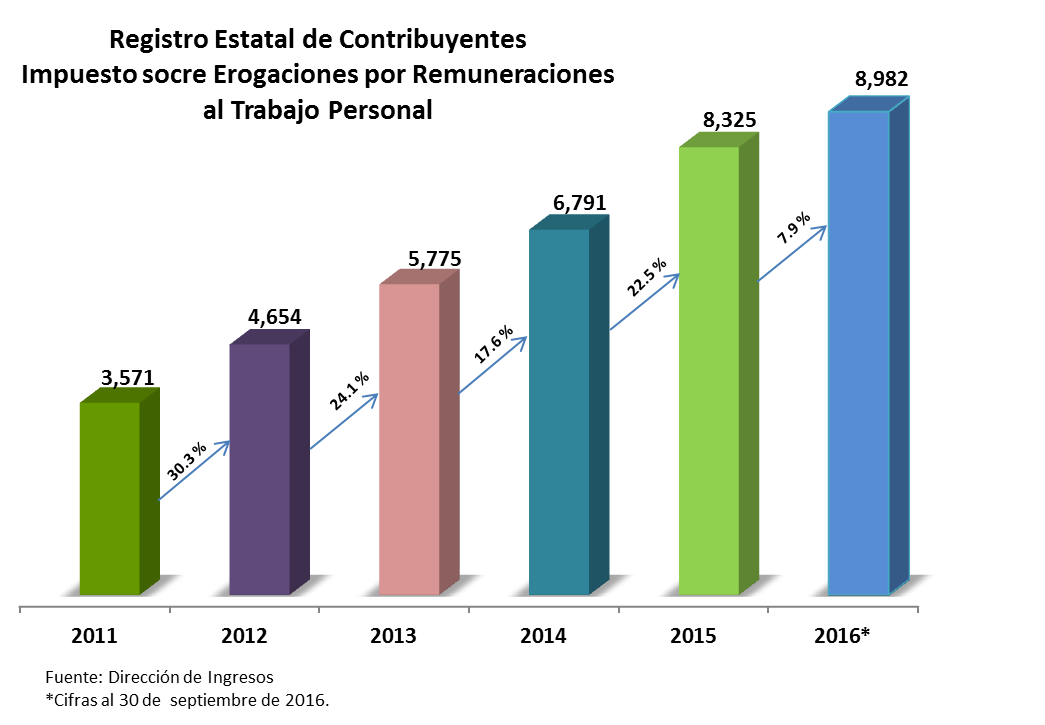 Registro Estatal de Contribuyentes
Impuesto socre Erogaciones por Remuneraciones
al Trabajo Personal
3,571
4,654
5,775
6,791
8,325
8,982
30.3 %
24.1 %
17.6 %
22.5 %
7.9 %
2011 2012 2013 2014 2015 2016*
Fuente: Dirección de Ingresos
*Cifras al 30 de septiembre de 2016.